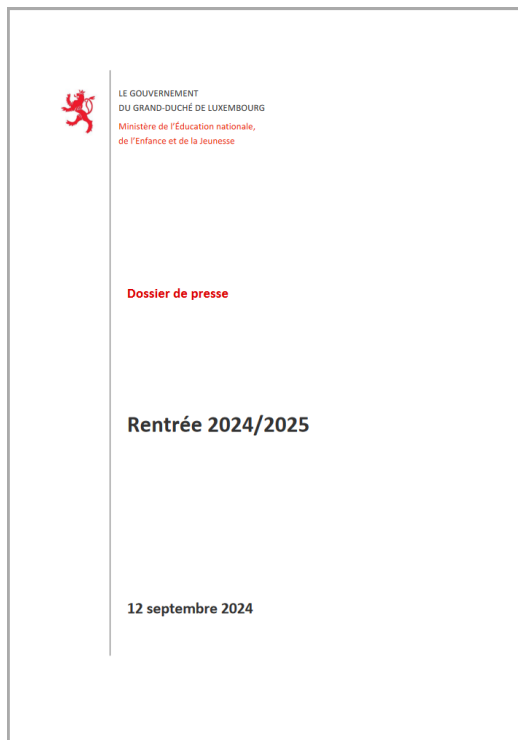 LE GOUVERNEMENT
DU GRAND-DUCHÉ DE LUXEMBOURG
Ministère de l'Éducation nationale,
de l'Enfance et de la Jeunesse
Dossier de presse
Rentrée 2024/2025
12 septembre 2024